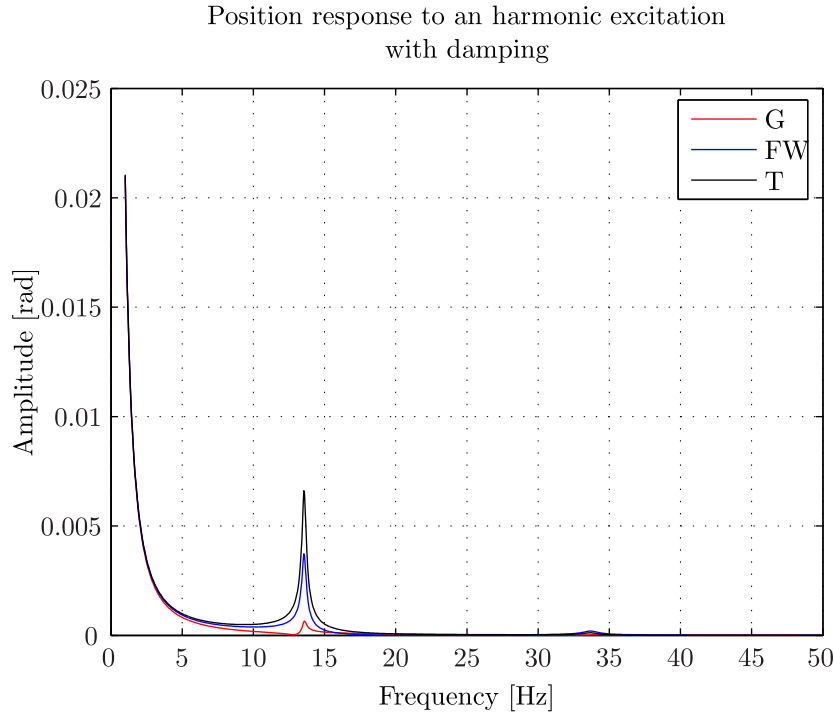 Position response to an harmonic excitation
with damping
0.025
0.02
0.015
0.01
0.005
0
Amplitude [rad]
G
FW
T
0 5 10 15 20 25 30 35 40 45 50
Frequency [Hz]